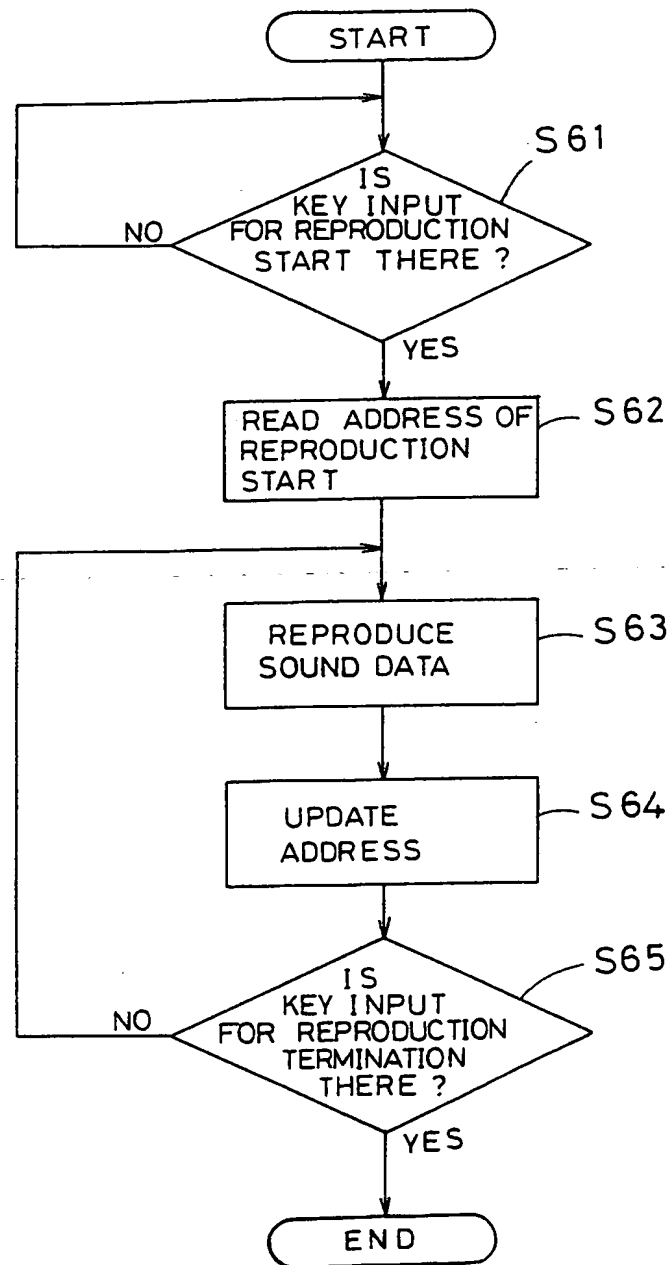 START
S61
IS
KEY INPUT
FOR REPRODUCTION
START THERE ?
NO
YES
READ ADDRESS OF
REPRODUCTION
START
S62
REPRODUCE
SOUND DATA
S63
UPDATE
ADDRESS
S64
IS
KEY INPUT
FOR REPRODUCTION
TERMINATION
THERE ?
S65
NO
YES
END